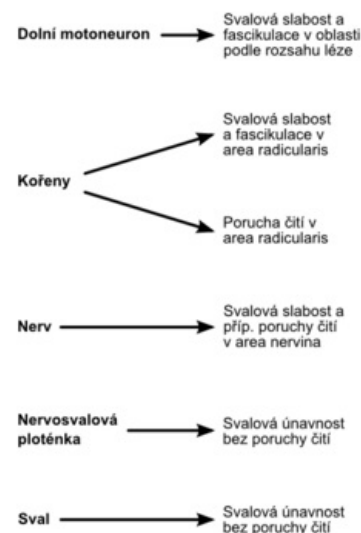 Dolní motoneuron
Svalová slabost a
fascikulace v oblasti
podle rozsahu léze
Kořeny
Svalová slabost
a fascikulace v
area radicularis
Porucha čití v
area radicularis
Nerv
Svalová slabost a
příp. poruchy čití
v area nervina
Nervosvalová
ploténka
Svalová únavnost
bez poruchy čití
Sval
Svalová únavnost
bez poruchy čití